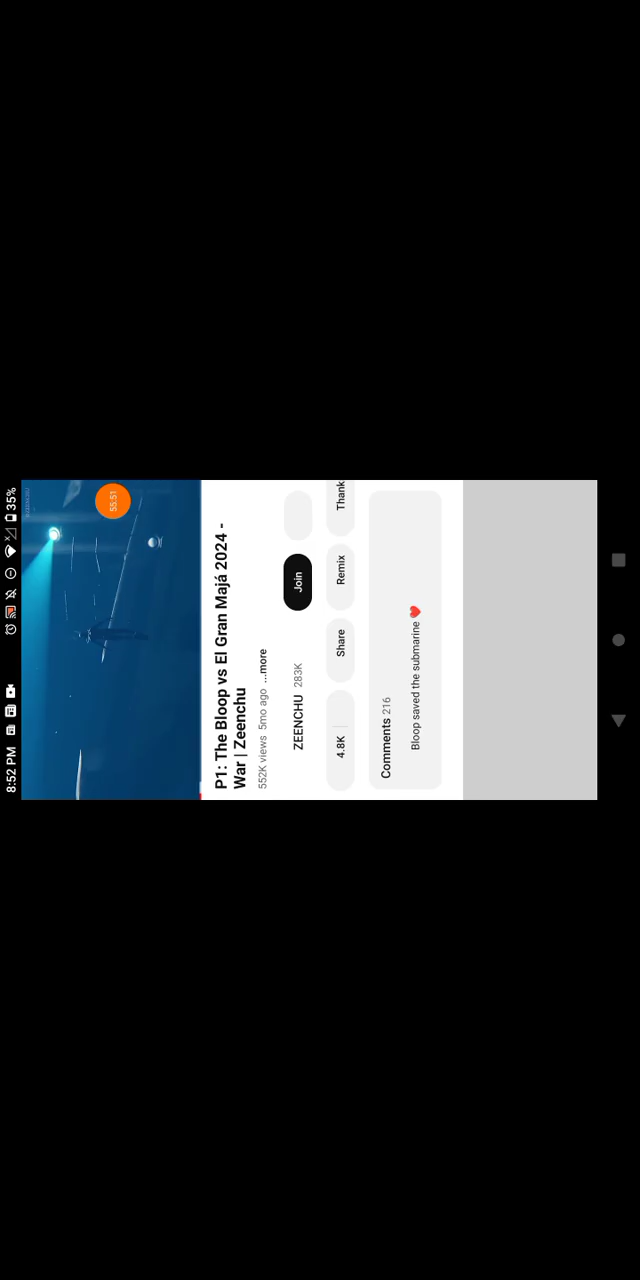 8:52 PM
35%
55:51
P1: The Bloop vs El Gran Majá 2024 -
War | Zeenchu
552K views 5mo ago ...more
ZEENCHU 283K
Join
4.8K
Share
Remix
Thank
Comments 216
Bloop saved the submarine ❤️